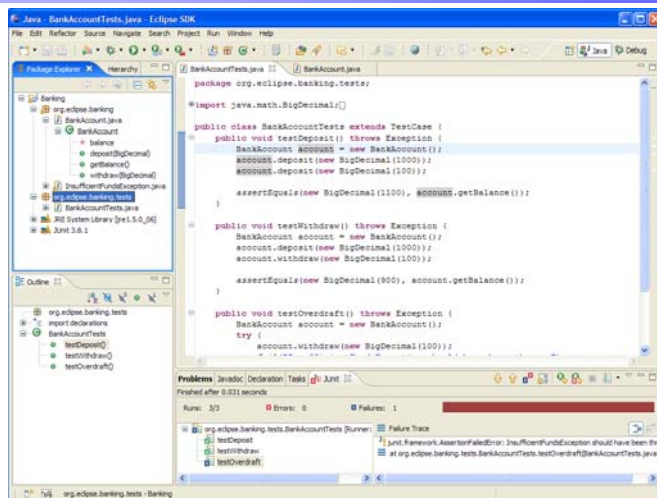 Java - BankAccountTests.java - Eclipse SDK
File Edit Refactor Source Navigate Search Project Run Window Help
Java Debug
Package Explorer Hierarchy
Banking
org.eclipse.banking
BankAccount.java
BankAccount
balance
deposit(BigDecimal)
getBalance()
withdraw(BigDecimal)
InsufficientFundsException.java
org.eclipse.banking.tests
BankAccountTests.java
JRE System Library [jre1.5.0_06]
JUnit 3.8.1
Outline
org.eclipse.banking.tests
import declarations
BankAccountTests
testDeposit()
testWithdraw()
testOverdraft()
BankAccountTests.java BankAccount.java
package org.eclipse.banking.tests;
import java.math.BigDecimal;
public class BankAccountTests extends TestCase {
public void testDeposit() throws Exception {
BankAccount account = new BankAccount();
account.deposit(new BigDecimal(1000));
account.deposit(new BigDecimal(100));
assertEquals(new BigDecimal(1100), account.getBalance());
}
public void testWithdraw() throws Exception {
BankAccount account = new BankAccount();
account.deposit(new BigDecimal(1000));
account.withdraw(new BigDecimal(100));
assertEquals(new BigDecimal(900), account.getBalance());
}
public void testOverdraft() throws Exception {
BankAccount account = new BankAccount();
try {
account.withdraw(new BigDecimal(100));
Problems Javadoc Declaration Tasks JUnit
Finished after 0.031 seconds
Runs: 3/3 Errors: 0 Failures: 1
org.eclipse.banking.tests.BankAccountTests [Runner:
testDeposit
testWithdraw
testOverdraft
Failure Trace
junit.framework.AssertionFailedError: InsufficientFundsException should have been thr
at org.eclipse.banking.tests.BankAccountTests.testOverdraft(BankAccountTests.java
org.eclipse.banking.tests - Banking